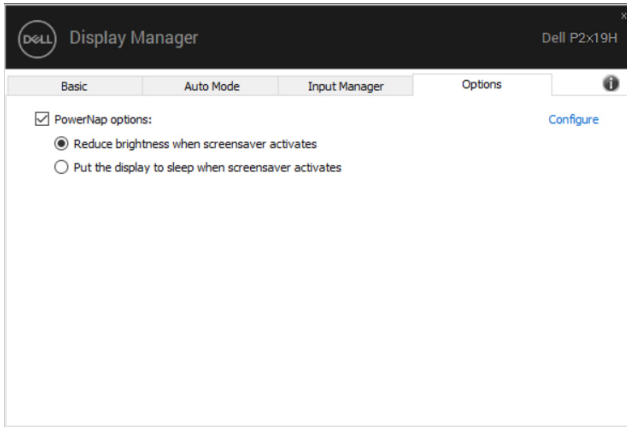 x
DELL Display Manager Dell P2x19H
Basic Auto Mode Input Manager Options i
PowerNap options: Configure
Reduce brightness when screensaver activates
Put the display to sleep when screensaver activates